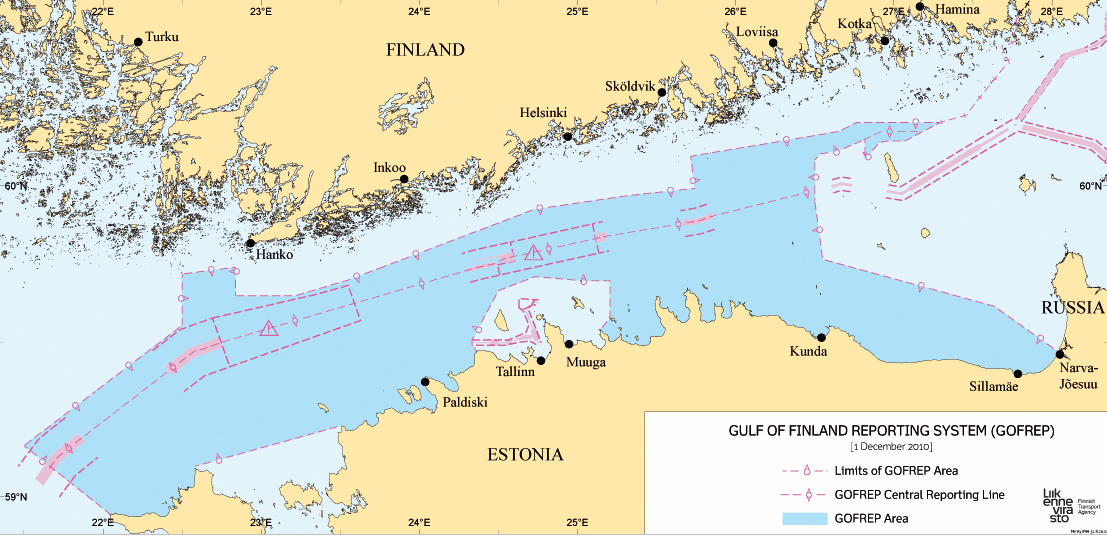 22°E 23°E 24°E 25°E 26°E 27°E 28°E
Hamina
Kotka
Turku
Loviisa
FINLAND
Sköldvik
Helsinki
Inkoo
60°N 60°N
Hanko
RUSSIA
Kunda
Muuga
Tallinn
Narva-
Jõesuu
Sillamäe
Paldiski
ESTONIA
GULF OF FINLAND REPORTING SYSTEM (GOFREP)
[1 December 2010]
Limits of GOFREP Area
GOFREP Central Reporting Line
GOFREP Area
Liikennevirasto
Finnish
Transport
Agency
59°N
22°E 23°E 24°E 25°E